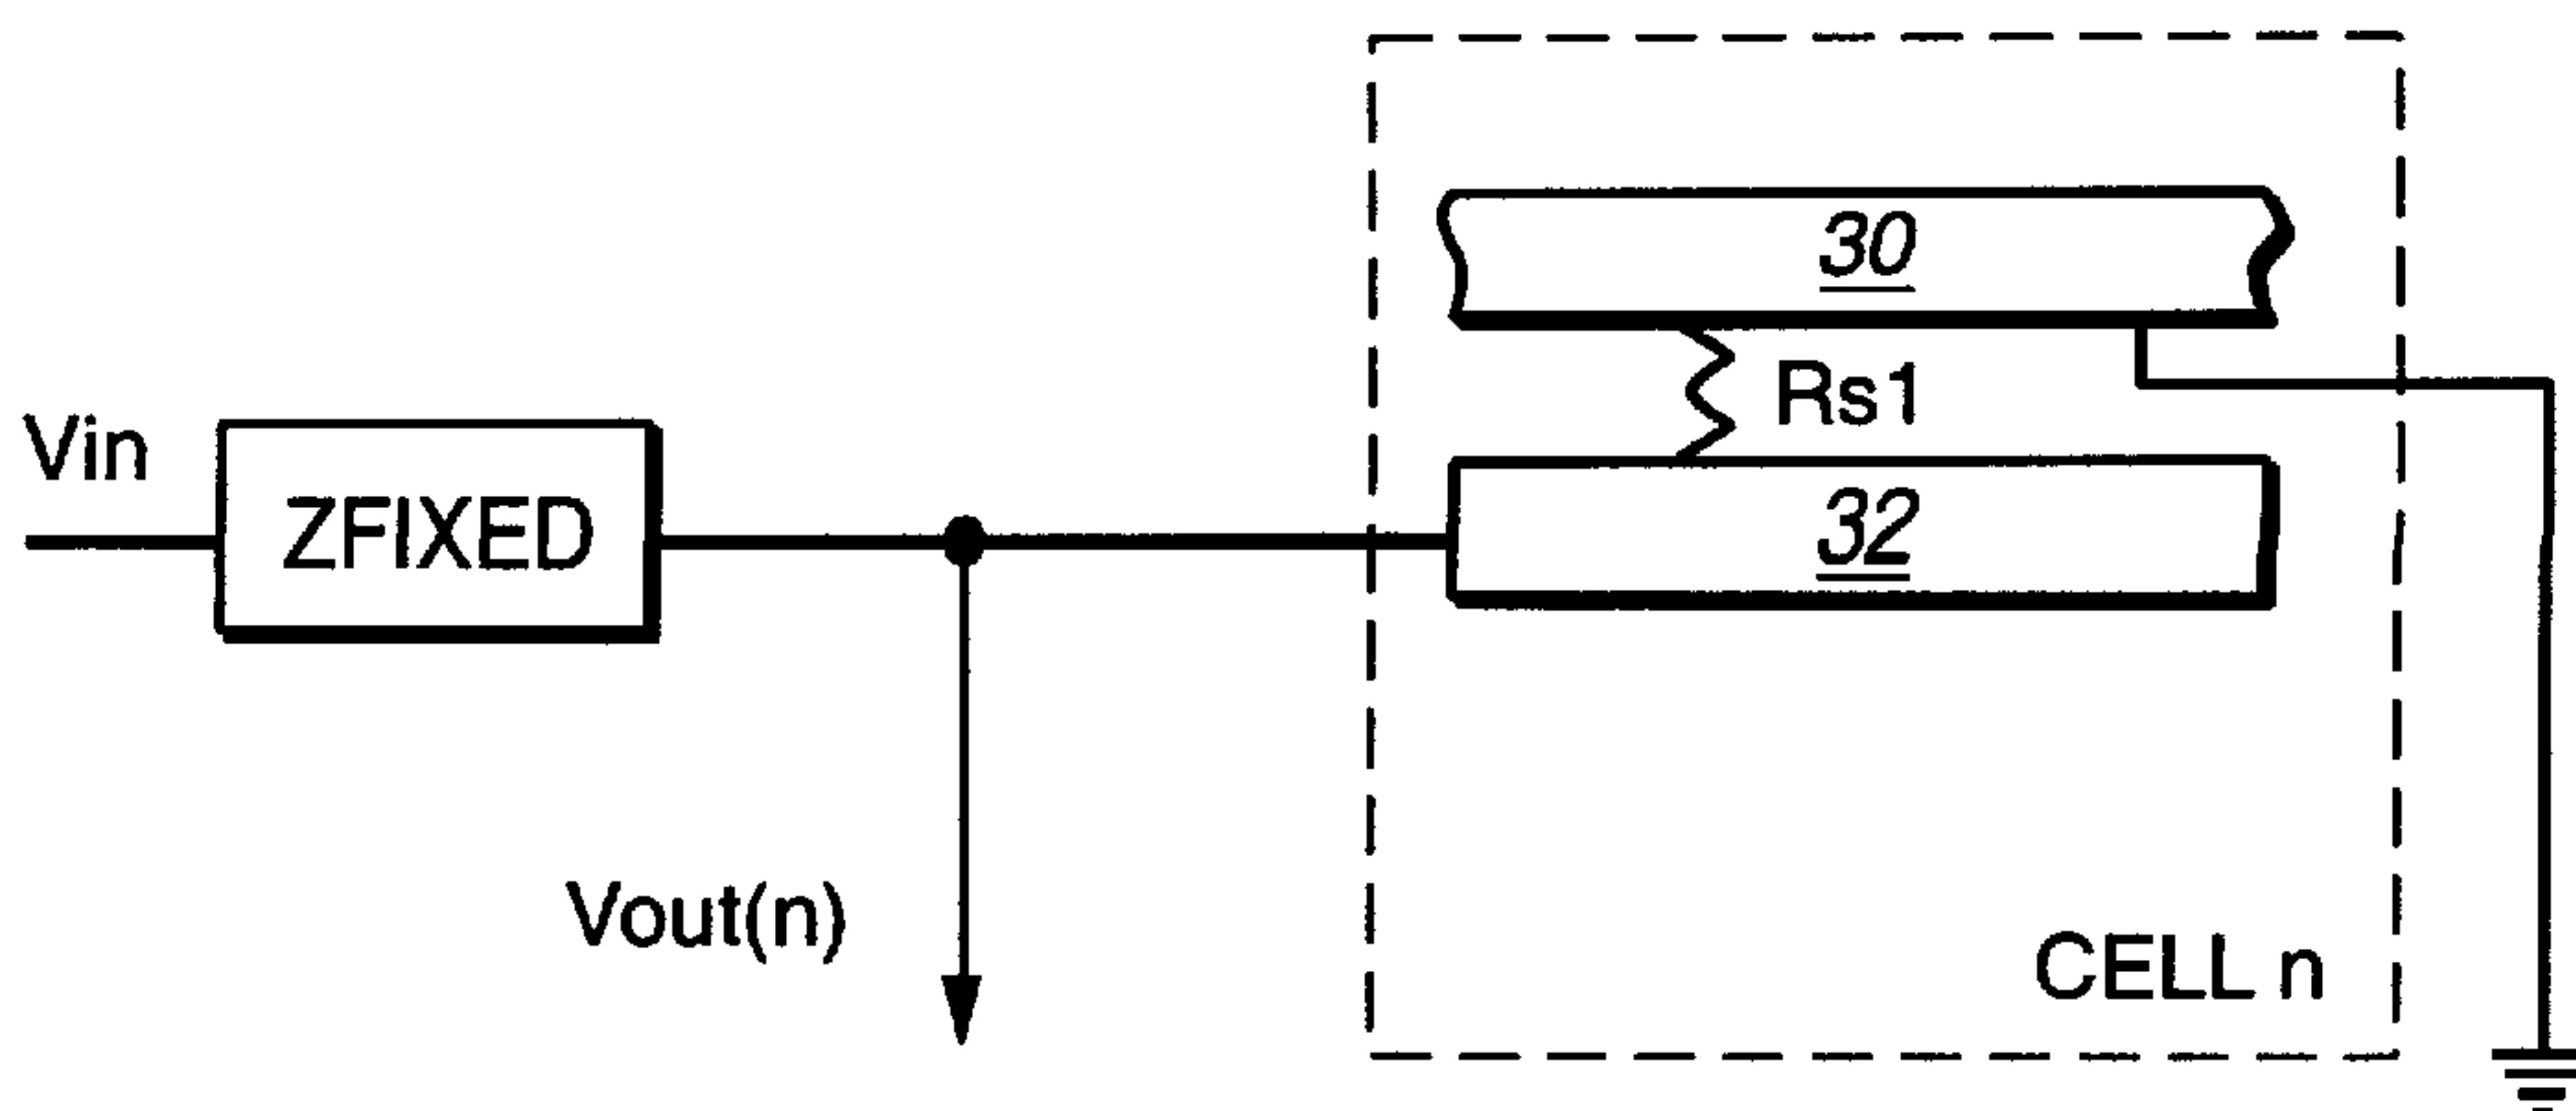 30
Rs1
Vin
ZFIXED
32
Vout(n)
CELL n